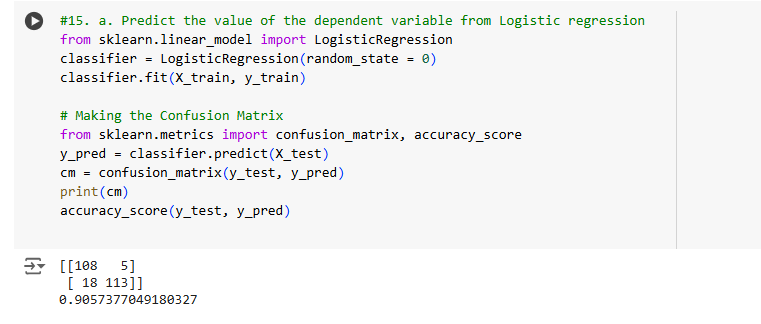 #15. a. Predict the value of the dependent variable from Logistic regression
from sklearn.linear_model import LogisticRegression
classifier = LogisticRegression(random_state = 0)
classifier.fit(X_train, y_train)

# Making the Confusion Matrix
from sklearn.metrics import confusion_matrix, accuracy_score
y_pred = classifier.predict(X_test)
cm = confusion_matrix(y_test, y_pred)
print(cm)
accuracy_score(y_test, y_pred)

[[108   5]
 [ 18 113]]
0.9057377049180327